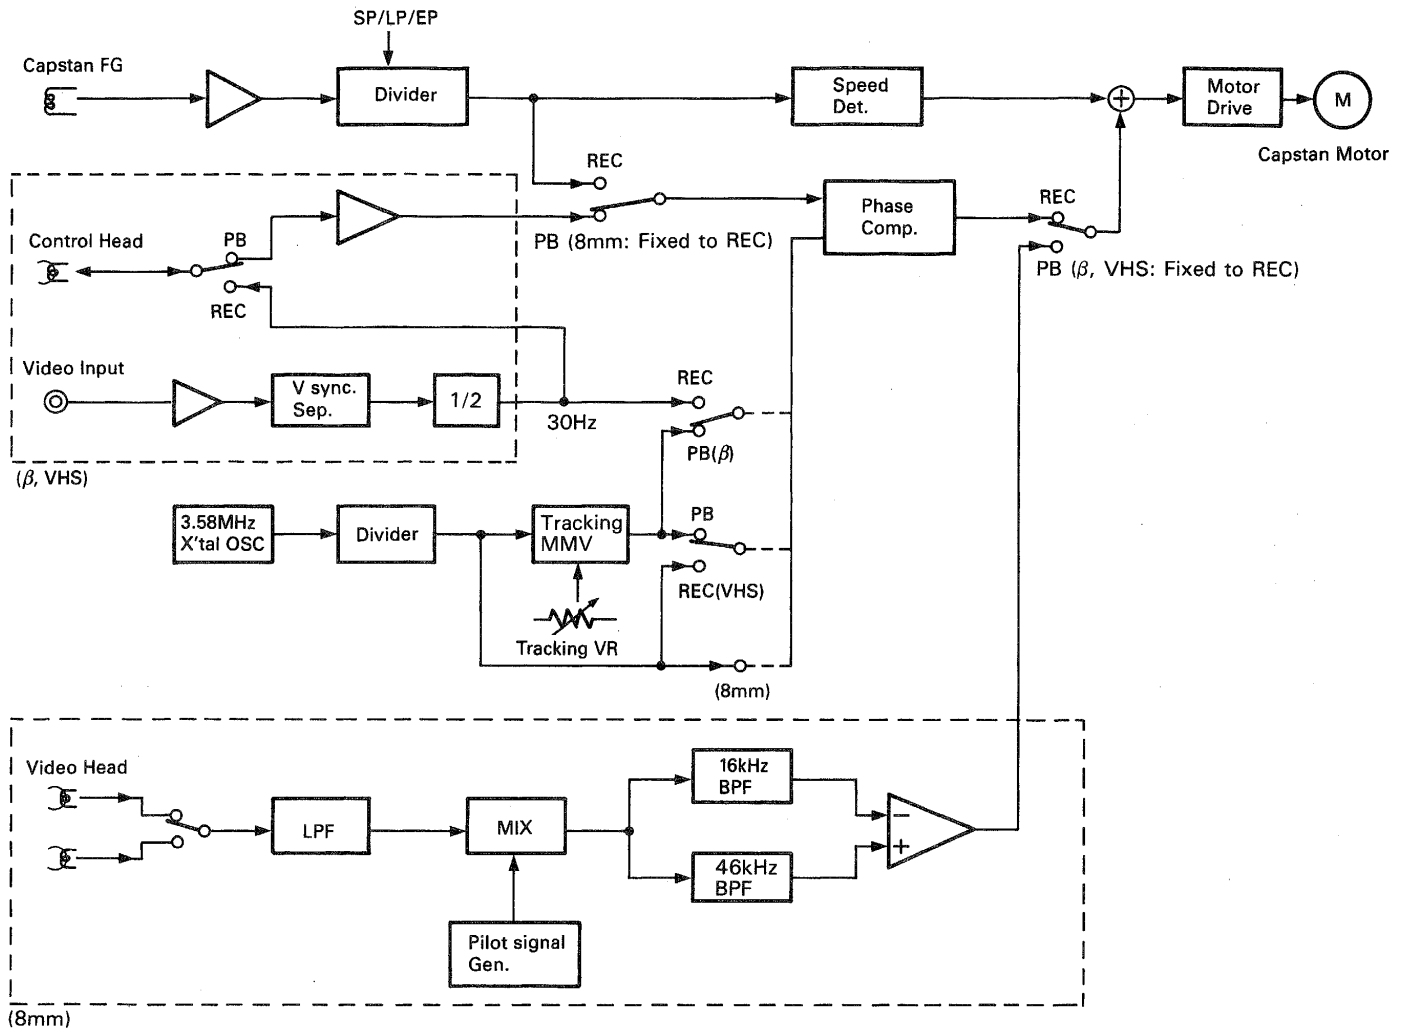 SP/LP/EP
Capstan FG
Divider
Speed
Det.
+
Motor
Drive
M
Capstan Motor
REC
PB (8mm: Fixed to REC)
Phase
Comp.
REC
PB (β, VHS: Fixed to REC)
Control Head
PB
REC
Video Input
V sync.
Sep.
1/2
30Hz
REC
PB(β)
(β, VHS)
3.58MHz
X'tal OSC
Divider
Tracking
MMV
PB
REC(VHS)
Tracking VR
(8mm)
Video Head
LPF
MIX
16kHz
BPF
46kHz
BPF
−
+
Pilot signal
Gen.
(8mm)